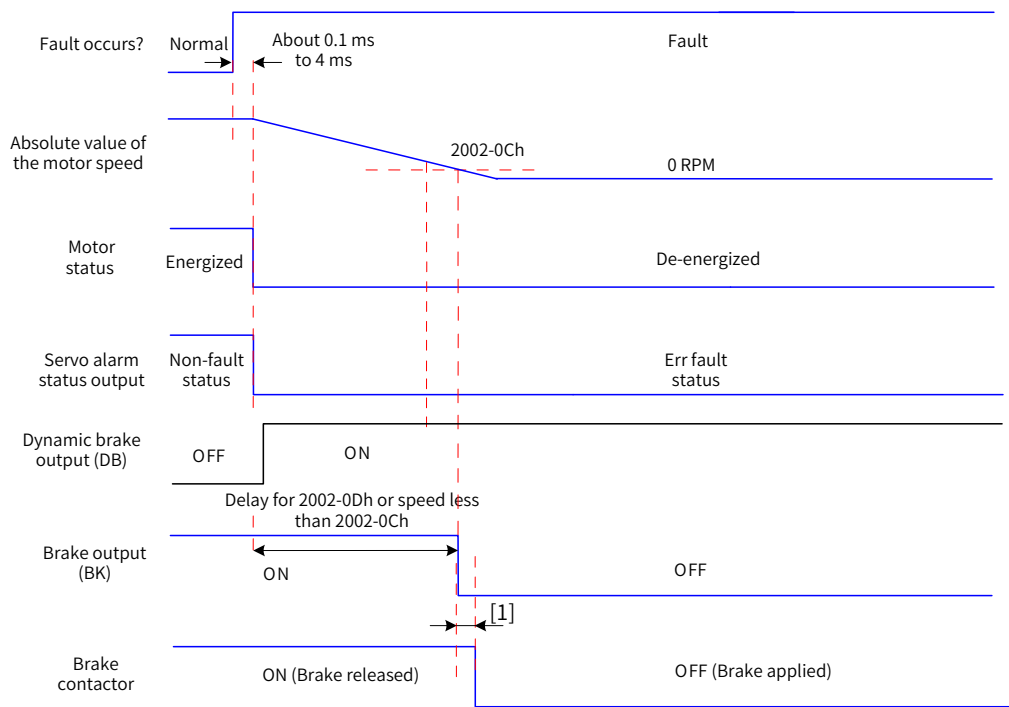 Fault occurs?
Normal
About 0.1 ms
to 4 ms
Fault
Absolute value of
the motor speed
2002-0Ch
0 RPM
Motor
status
Energized
De-energized
Servo alarm
status output
Non-fault
status
Err fault
status
Dynamic brake
output (DB)
OFF
ON
Delay for 2002-0Dh or speed less
than 2002-0Ch
Brake output
(BK)
ON
OFF
[1]
Brake
contactor
ON (Brake released)
OFF (Brake applied)